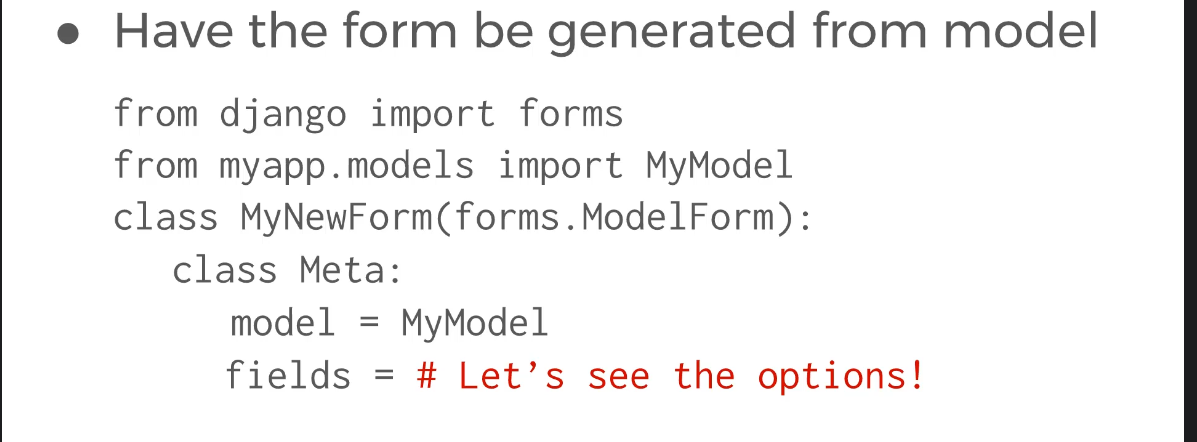 • Have the form be generated from model
from django import forms
from myapp.models import MyModel
class MyNewForm(forms.ModelForm):
class Meta:
model = MyModel
fields = # Let’s see the options!